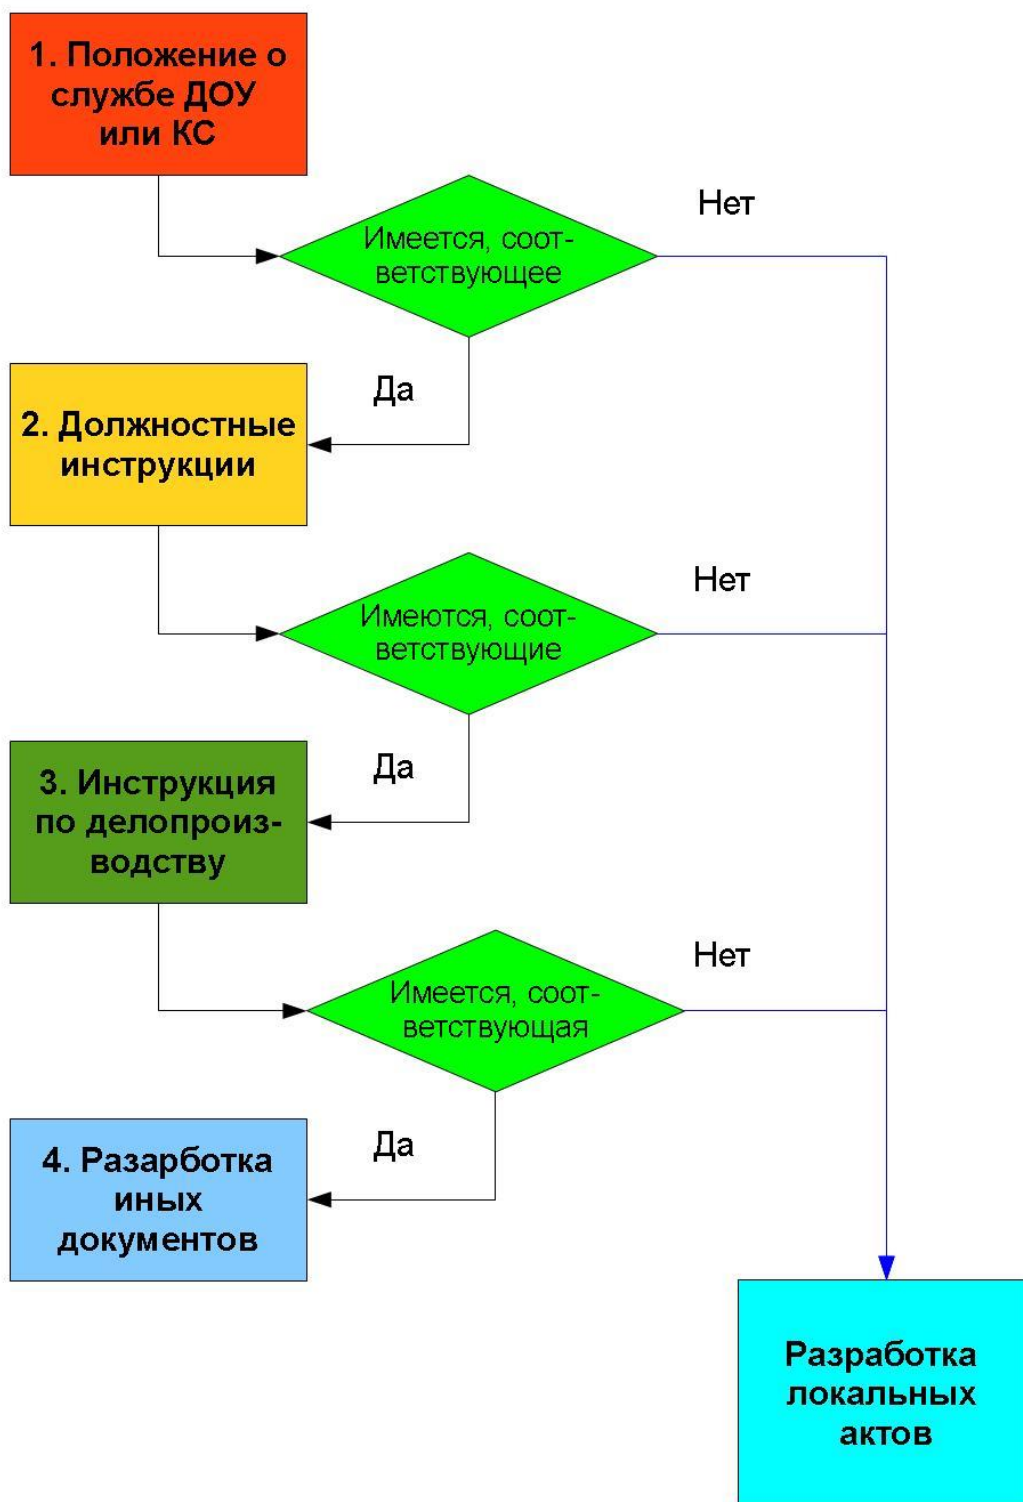 1. Положение о
службе ДОУ
или КС
Нет
Имеется, соот-
ветствующее
Да
2. Должностные
инструкции
Нет
Имеются, соот-
ветствующие
Да
3. Инструкция
по делопроиз-
водству
Нет
Имеется, соот-
ветствующая
Да
4. Разарботка
иных
документов
Разработка
локальных
актов